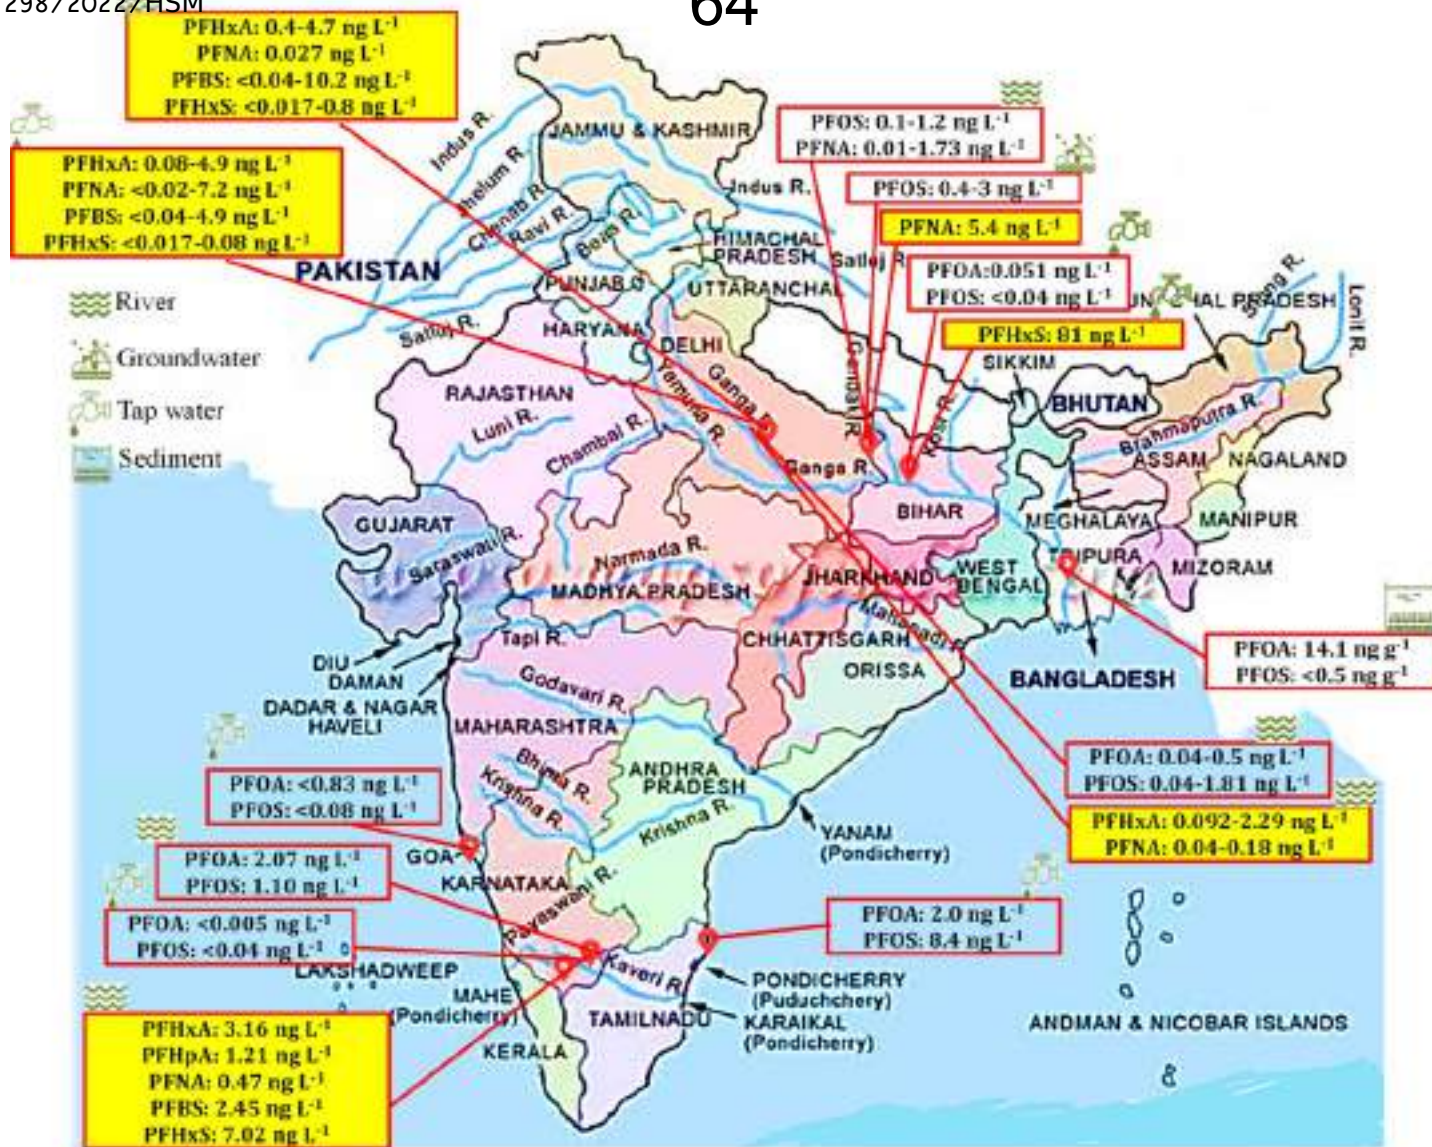 298/2022/HSM
64
PFHxA: 0.4-4.7 ng L⁻¹
PFNA: 0.027 ng L⁻¹
PFBS: <0.04-10.2 ng L⁻¹
PFHxS: <0.017-0.8 ng L⁻¹
PFHxA: 0.08-4.9 ng L⁻¹
PFNA: <0.02-7.2 ng L⁻¹
PFBS: <0.04-4.9 ng L⁻¹
PFHxS: <0.017-0.08 ng L⁻¹
PFOS: 0.1-1.2 ng L⁻¹
PFNA: 0.01-1.73 ng L⁻¹
PFOS: 0.4-3 ng L⁻¹
PFNA: 5.4 ng L⁻¹
PFOA:0.051 ng L⁻¹
PFOS: <0.04 ng L⁻¹
PFHxS: 81 ng L⁻¹
River
Groundwater
Tap water
Sediment
Indus R.
Jhelum R.
Chenab R.
Ravi R.
Beas R.
JAMMU & KASHMIR
Indus R.
HIMACHAL
PRADESH
Satluj R.
PAKISTAN
PUNJAB
UTTARANCHAL
Satluj R.
HARYANA
DELHI
RAJASTHAN
Luni R.
Chambal R.
Yamuna R.
Ganga R.
Gandak R.
Kosi R.
Ganga R.
SIKKIM
BHUTAN
HAL PRADESH
Lohit R.
Brahmaputra R.
ASSAM
NAGALAND
BIHAR
MEGHALAYA
MANIPUR
TRIPURA
MIZORAM
GUJARAT
Saraswati R.
Narmada R.
MADHYA PRADESH
JHARKHAND
WEST
BENGAL
Mahanadi R.
CHHATTISGARH
ORISSA
Tapi R.
BANGLADESH
PFOA: 14.1 ng g⁻¹
PFOS: <0.5 ng g⁻¹
DIU
DAMAN
DADAR & NAGAR
HAVELI
Godavari R.
MAHARASHTRA
Bhima R.
Krishna R.
ANDHRA
PRADESH
Krishna R.
PFOA: 0.04-0.5 ng L⁻¹
PFOS: 0.04-1.81 ng L⁻¹
PFHxA: 0.092-2.29 ng L⁻¹
PFNA: 0.04-0.18 ng L⁻¹
YANAM
(Pondicherry)
PFOA: <0.83 ng L⁻¹
PFOS: <0.08 ng L⁻¹
GOA
PFOA: 2.07 ng L⁻¹
PFOS: 1.10 ng L⁻¹
KARNATAKA
Payaswani R.
PFOA: <0.005 ng L⁻¹
PFOS: <0.04 ng L⁻¹
PFOA: 2.0 ng L⁻¹
PFOS: 8.4 ng L⁻¹
LAKSHADWEEP
Kaveri R.
MAHE
(Pondicherry)
PONDICHERRY
(Puduchchery)
KARAIKAL
(Pondicherry)
TAMILNADU
KERALA
ANDMAN & NICOBAR ISLANDS
PFHxA: 3.16 ng L⁻¹
PFHpA: 1.21 ng L⁻¹
PFNA: 0.47 ng L⁻¹
PFBS: 2.45 ng L⁻¹
PFHxS: 7.02 ng L⁻¹